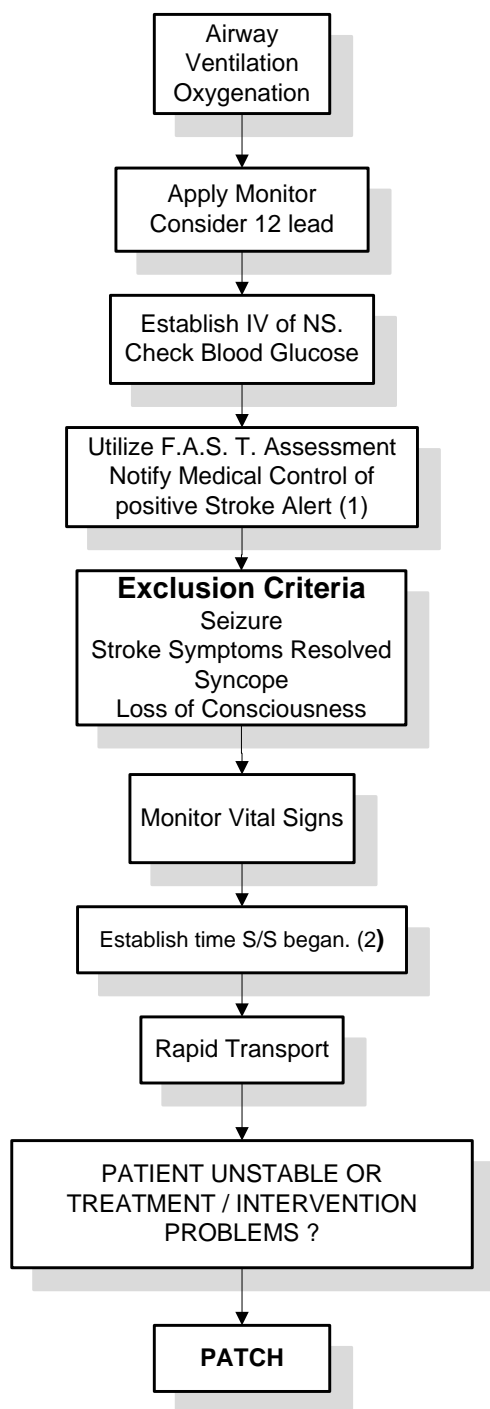 Airway
Ventilation
Oxygenation
Apply Monitor
Consider 12 lead
Establish IV of NS.
Check Blood Glucose
Utilize F.A.S. T. Assessment
Notify Medical Control of
positive Stroke Alert (1)
Exclusion Criteria
Seizure
Stroke Symptoms Resolved
Syncope
Loss of Consciousness
Monitor Vital Signs
Establish time S/S began. (2)
Rapid Transport
PATIENT UNSTABLE OR
TREATMENT / INTERVENTION
PROBLEMS ?
PATCH